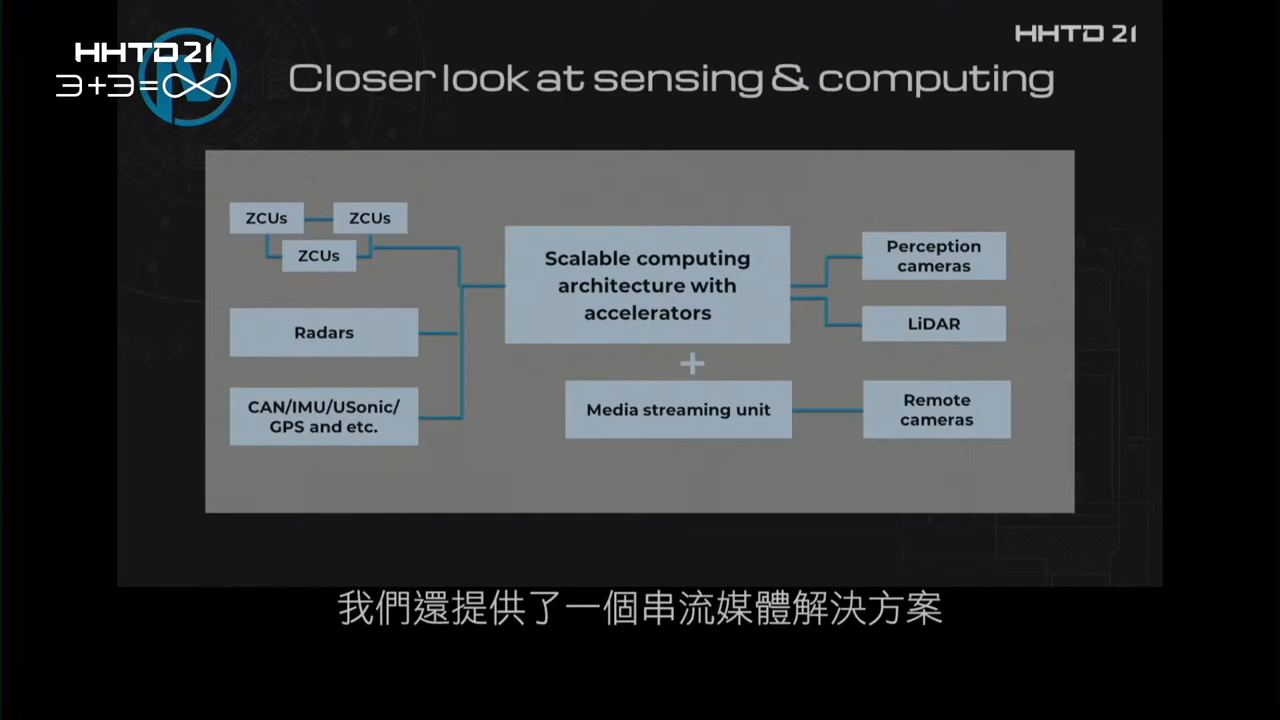 HHTD 21
3+3=∞
HHTD 21
Closer look at sensing & computing
ZCUs
ZCUs
ZCUs
Radars
CAN/IMU/USonic/
GPS and etc.
Scalable computing
architecture with
accelerators
+
Media streaming unit
Perception
cameras
LiDAR
Remote
cameras
我們還提供了一個串流媒體解決方案